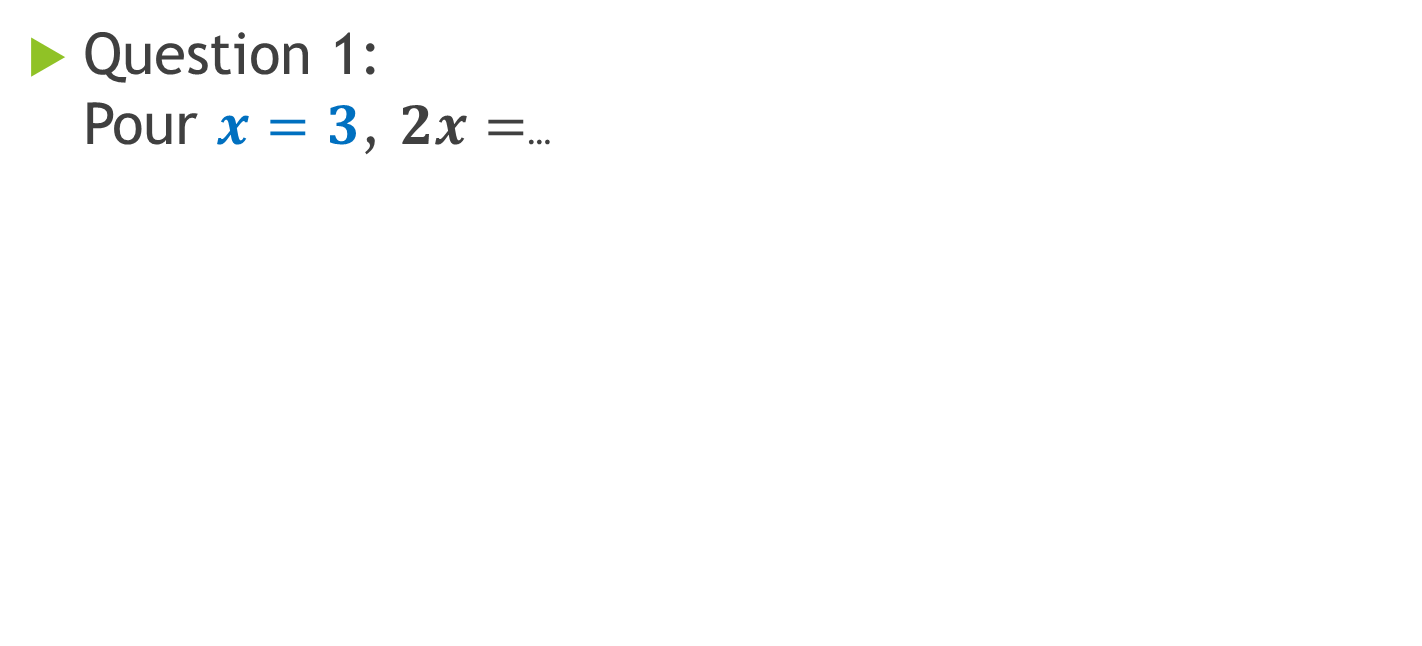 Question 1:
Pour x = 3, 2x =...